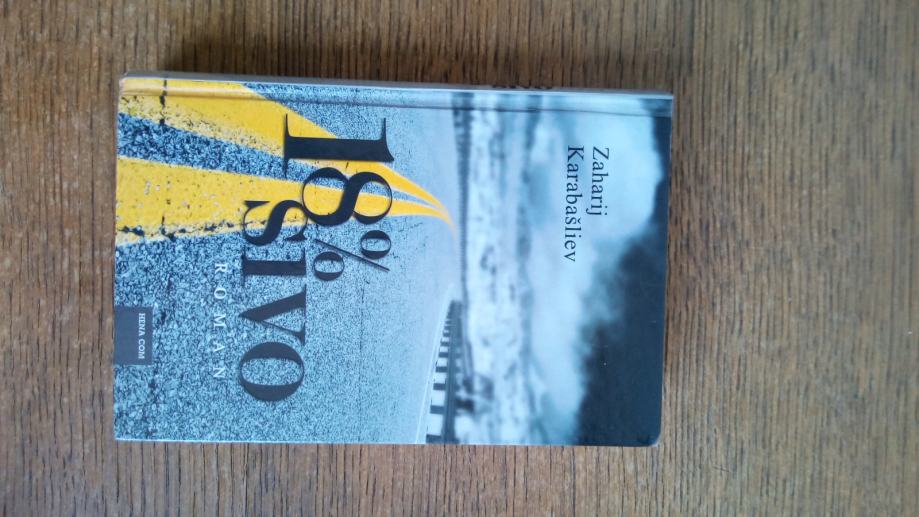 Zaharij
Karabašliev
18%
sivo
ROMAN
HENA COM